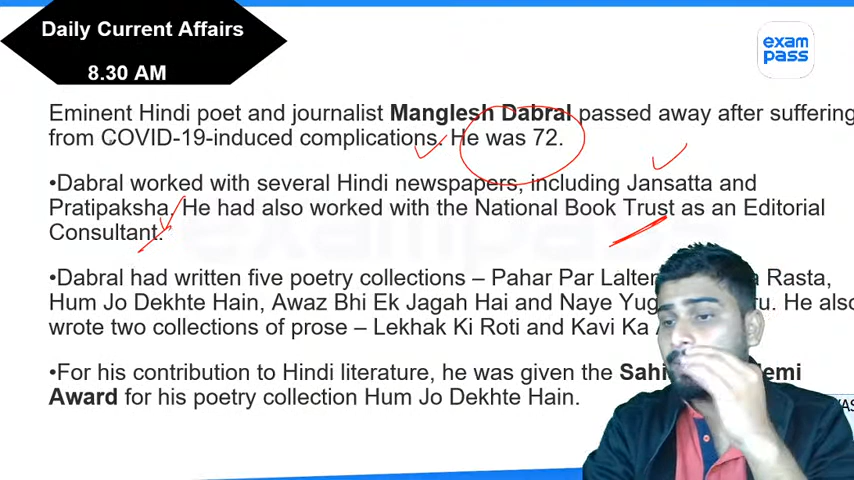 Daily Current Affairs
8.30 AM
exam
pass
Eminent Hindi poet and journalist Manglesh Dabral passed away after suffering
from COVID-19-induced complications. He was 72.
•Dabral worked with several Hindi newspapers, including Jansatta and
Pratipaksha. He had also worked with the National Book Trust as an Editorial
Consultant.
•Dabral had written five poetry collections – Pahar Par Rasta,
Hum Jo Dekhte Hain, Awaz Bhi Ek Jagah Hai and Naye He also
wrote two collections of prose – Lekhak Ki Roti and Kavi Ka
•For his contribution to Hindi literature, he was given the
Award for his poetry collection Hum Jo Dekhte Hain.